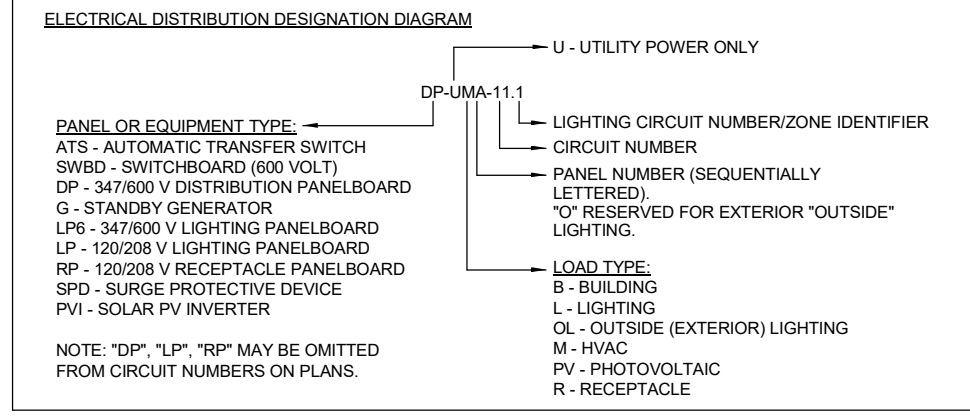 ELECTRICAL DISTRIBUTION DESIGNATION DIAGRAM
U - UTILITY POWER ONLY
DP-UMA-11.1
PANEL OR EQUIPMENT TYPE:
ATS - AUTOMATIC TRANSFER SWITCH
SWBD - SWITCHBOARD (600 VOLT)
DP - 347/600 V DISTRIBUTION PANELBOARD
G - STANDBY GENERATOR
LP6 - 347/600 V LIGHTING PANELBOARD
LP - 120/208 V LIGHTING PANELBOARD
RP - 120/208 V RECEPTACLE PANELBOARD
SPD - SURGE PROTECTIVE DEVICE
PVI - SOLAR PV INVERTER
NOTE: "DP", "LP", "RP" MAY BE OMITTED
FROM CIRCUIT NUMBERS ON PLANS.
LIGHTING CIRCUIT NUMBER/ZONE IDENTIFIER
CIRCUIT NUMBER
PANEL NUMBER (SEQUENTIALLY
LETTERED).
"O" RESERVED FOR EXTERIOR "OUTSIDE"
LIGHTING.
LOAD TYPE:
B - BUILDING
L - LIGHTING
OL - OUTSIDE (EXTERIOR) LIGHTING
M - HVAC
PV - PHOTOVOLTAIC
R - RECEPTACLE